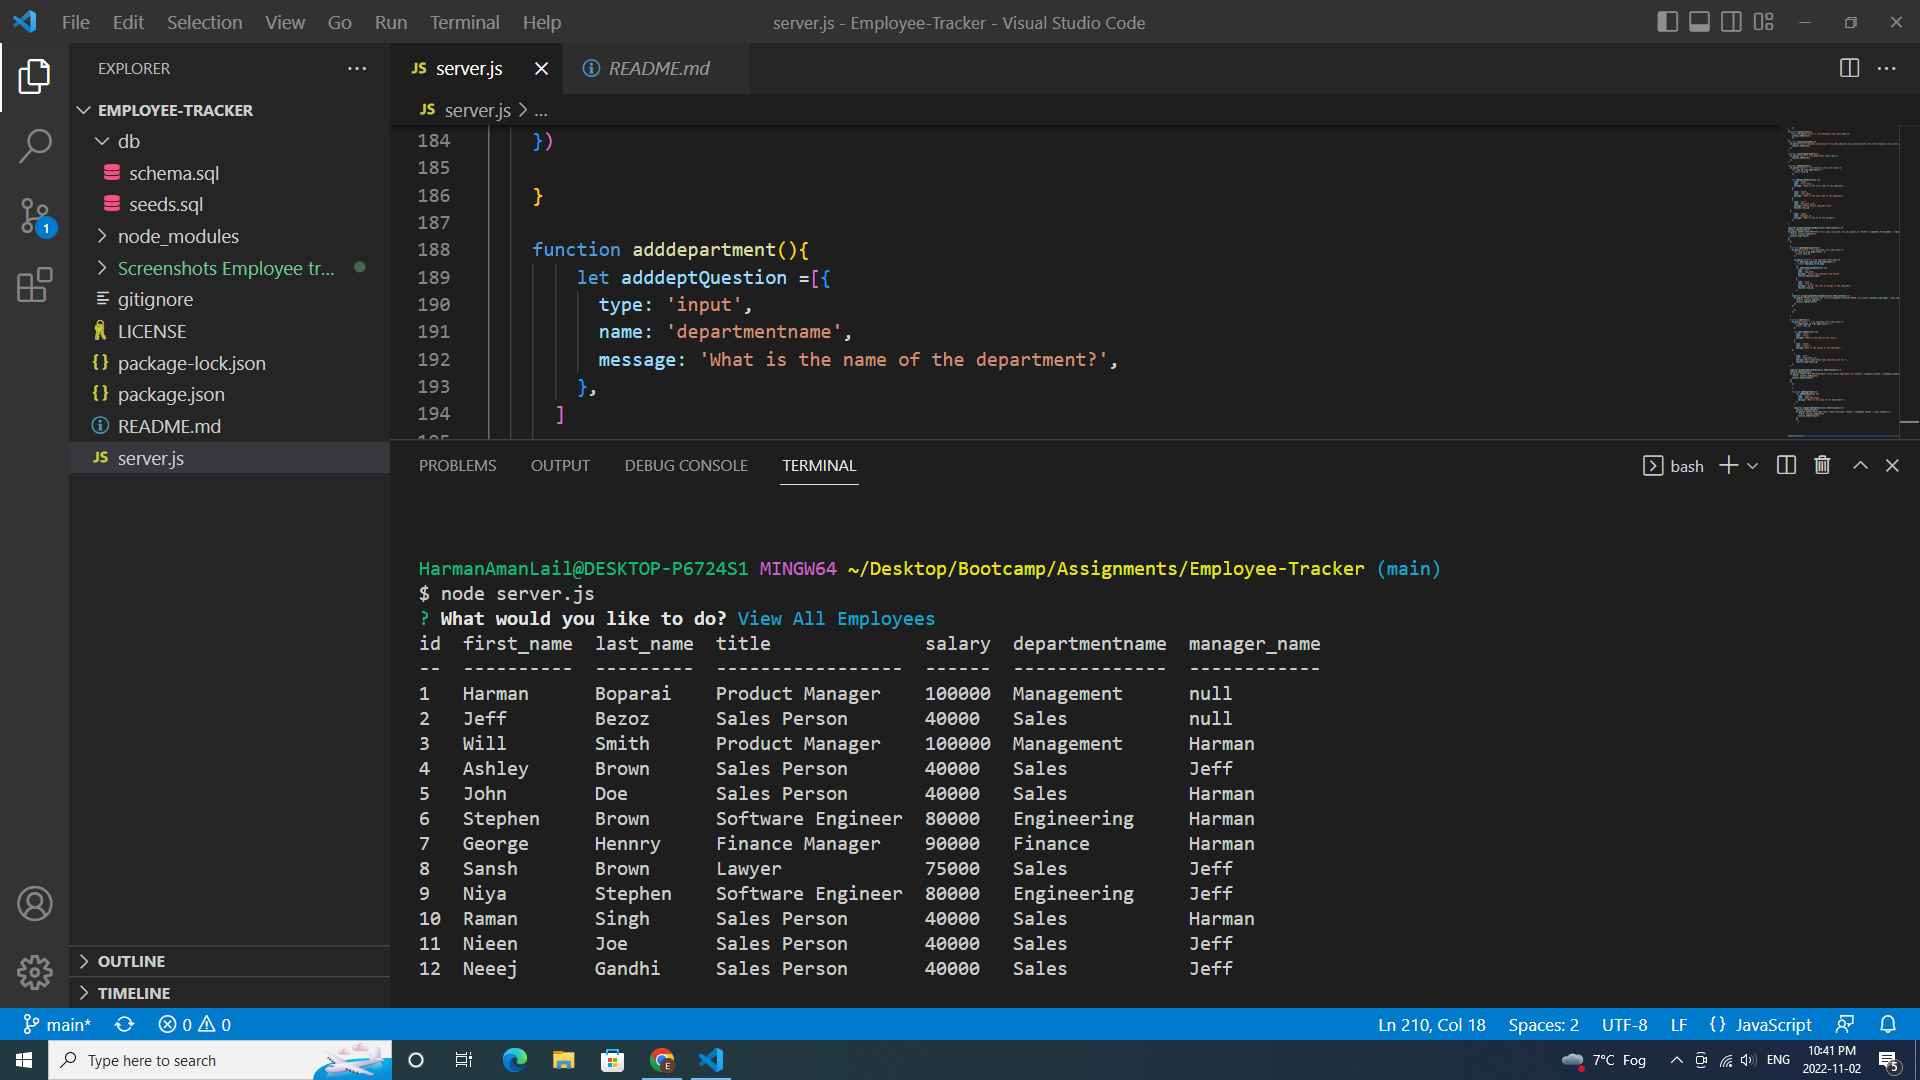 File Edit Selection View Go Run Terminal Help
server.js - Employee-Tracker - Visual Studio Code
EXPLORER
EMPLOYEE-TRACKER
db
schema.sql
seeds.sql
node_modules
Screenshots Employee tr...
gitignore
LICENSE
package-lock.json
package.json
README.md
JS server.js
OUTLINE
TIMELINE
JS server.js
README.md
JS server.js > ...
184 })
185
186 }
187
188 function adddepartment(){
189 let adddeptQuestion =[{
190 type: 'input',
191 name: 'departmentname',
192 message: 'What is the name of the department?',
193 },
194 ]
PROBLEMS OUTPUT DEBUG CONSOLE TERMINAL
bash
HarmanAmanLail@DESKTOP-P6724S1 MINGW64 ~/Desktop/Bootcamp/Assignments/Employee-Tracker (main)
$ node server.js
? What would you like to do? View All Employees
id first_name last_name title salary departmentname manager_name
-- ---------- --------- ----------------- ------ -------------- ------------
1 Harman Boparai Product Manager 100000 Management null
2 Jeff Bezoz Sales Person 40000 Sales null
3 Will Smith Product Manager 100000 Management Harman
4 Ashley Brown Sales Person 40000 Sales Jeff
5 John Doe Sales Person 40000 Sales Harman
6 Stephen Brown Software Engineer 80000 Engineering Harman
7 George Hennry Finance Manager 90000 Finance Harman
8 Sansh Brown Lawyer 75000 Sales Jeff
9 Niya Stephen Software Engineer 80000 Engineering Jeff
10 Raman Singh Sales Person 40000 Sales Harman
11 Nieen Joe Sales Person 40000 Sales Jeff
12 Neeej Gandhi Sales Person 40000 Sales Jeff
1
main* 0 0
Ln 210, Col 18 Spaces: 2 UTF-8 LF {} JavaScript
Type here to search
7°C Fog
ENG
10:41 PM
2022-11-02
5